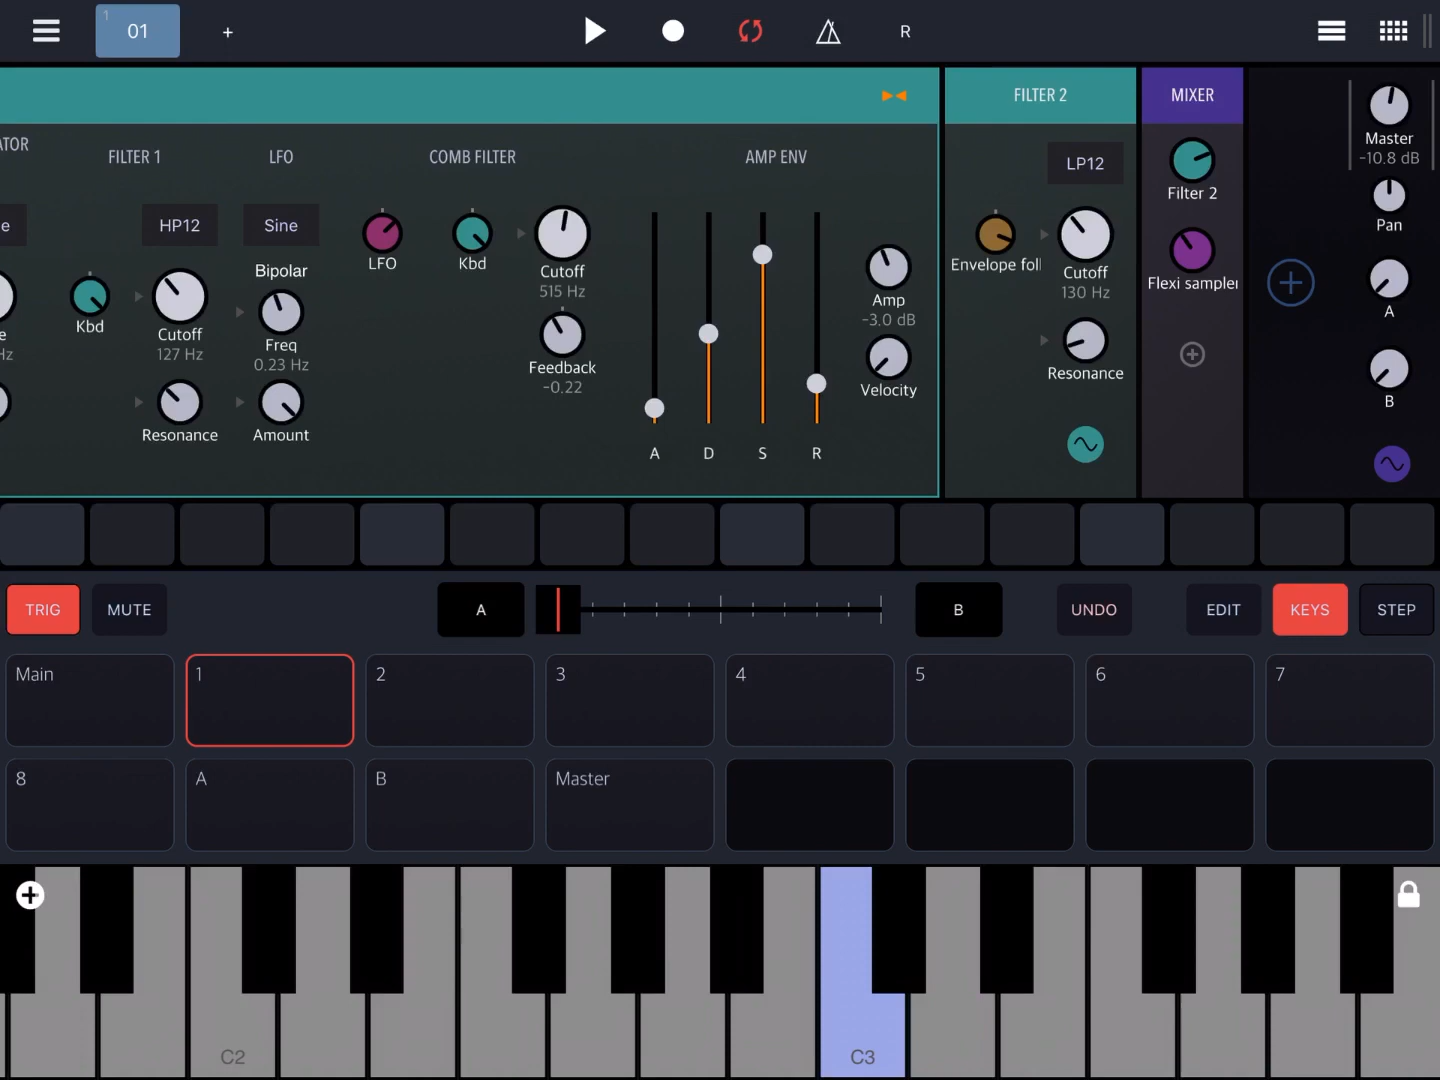 1
01
+
R
FILTER 2
MIXER
Master
-10.8 dB
Pan
A
B
ATOR
FILTER 1
LFO
COMB FILTER
AMP ENV
LP12
Filter 2
e
HP12
Sine
LFO
Kbd
Cutoff
515 Hz
Envelope foll
Cutoff
130 Hz
Flexi sampler
Bipolar
Amp
-3.0 dB
Kbd
e
Hz
Cutoff
127 Hz
Freq
0.23 Hz
Feedback
-0.22
Velocity
Resonance
Resonance
Amount
A
D
S
R
TRIG
MUTE
A
B
UNDO
EDIT
KEYS
STEP
Main
1
2
3
4
5
6
7
8
A
B
Master
C2
C3